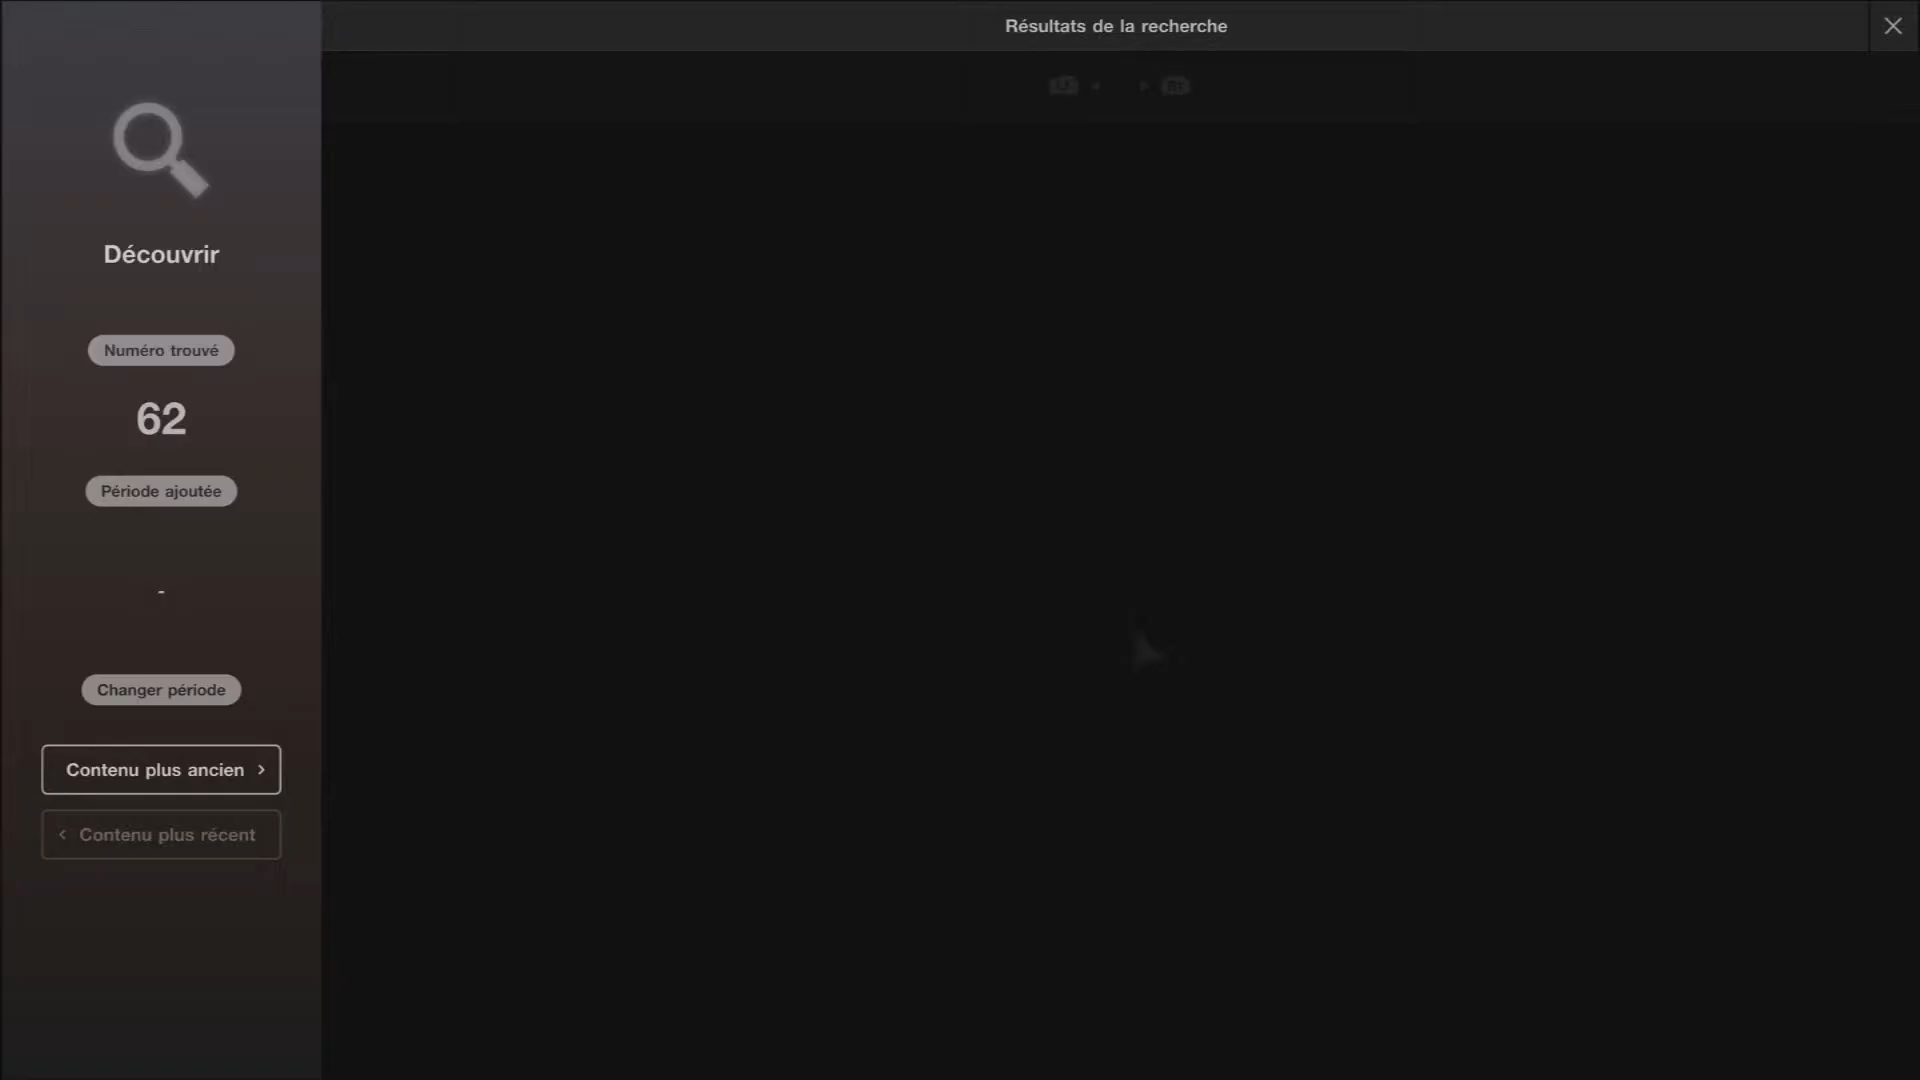 Résultats de la recherche
Découvrir
Numéro trouvé
62
Période ajoutée
-
Changer période
Contenu plus ancien
Contenu plus récent